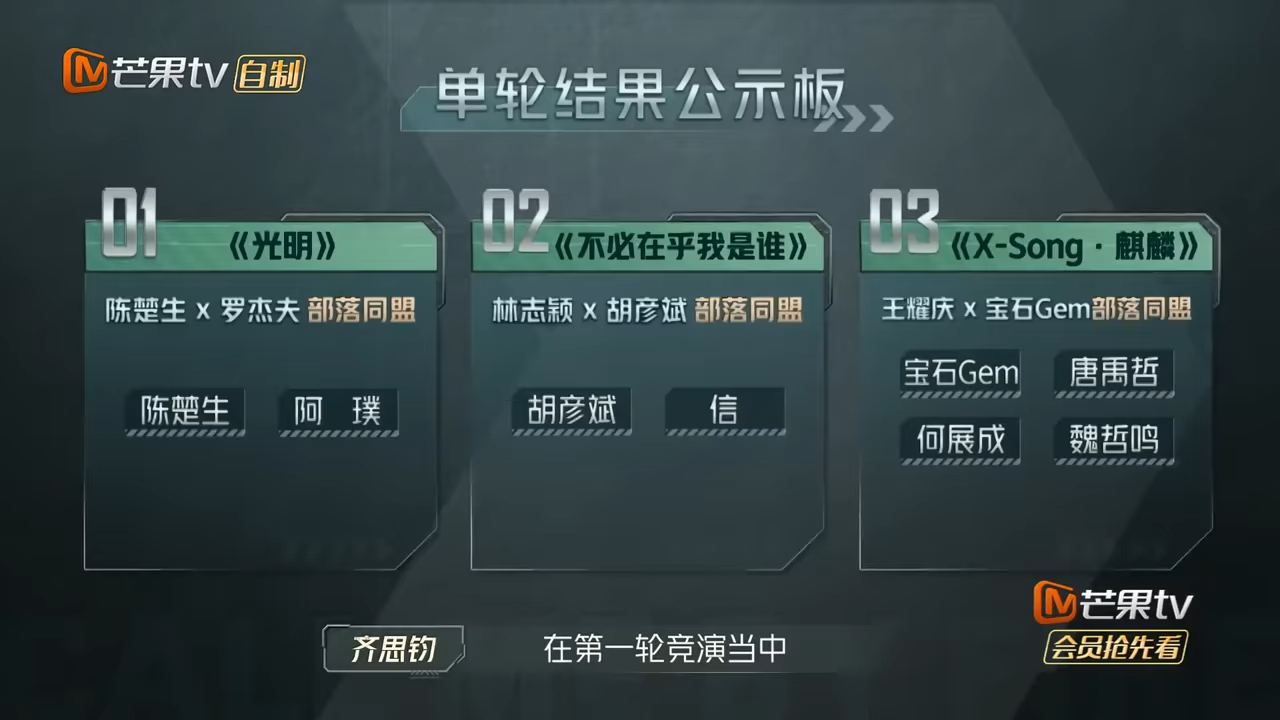 芒果tv 自制
单轮结果公示板
01
《光明》
陈楚生 x 罗杰夫 部落同盟
陈楚生
阿 璞
02
《不必在乎我是谁》
林志颖 x 胡彦斌 部落同盟
胡彦斌
信
03
《X-Song · 麒麟》
王耀庆 x 宝石Gem部落同盟
宝石Gem
唐禹哲
何展成
魏哲鸣
芒果tv
会员抢先看
齐思钧
在第一轮竞演当中